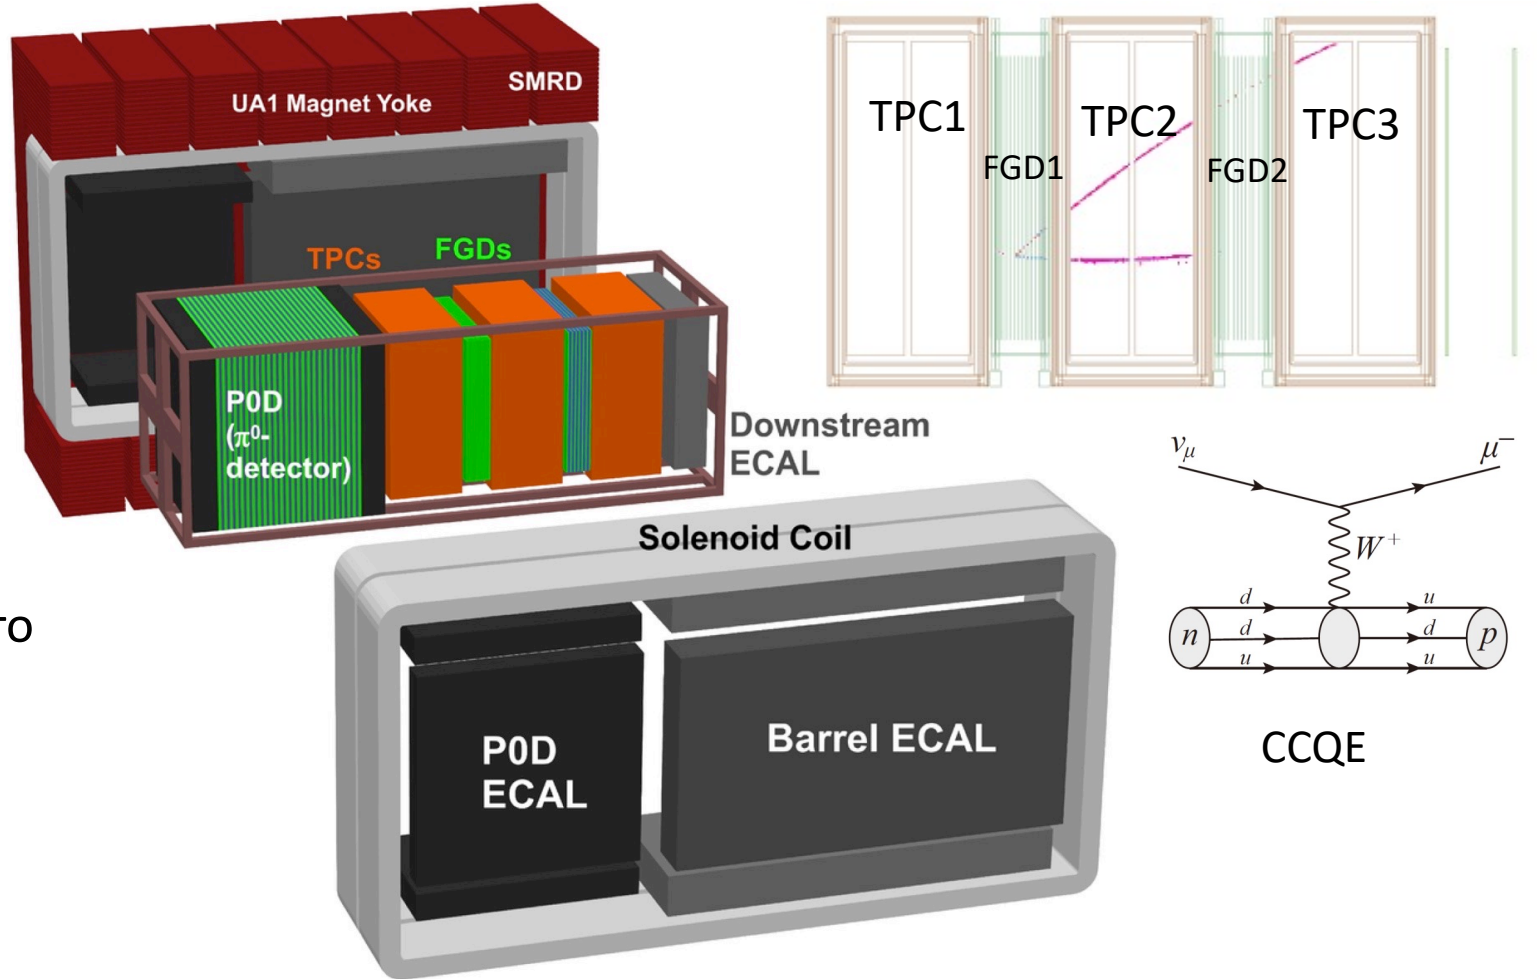 SMRD
UA1 Magnet Yoke
TPCs
FGDs
P0D
(π⁰-
detector)
Downstream
ECAL
Solenoid Coil
P0D
ECAL
Barrel ECAL
TPC1
FGD1
TPC2
FGD2
TPC3
νμ
μ⁻
W⁺
n
d
d
u
u
d
u
p
CCQE